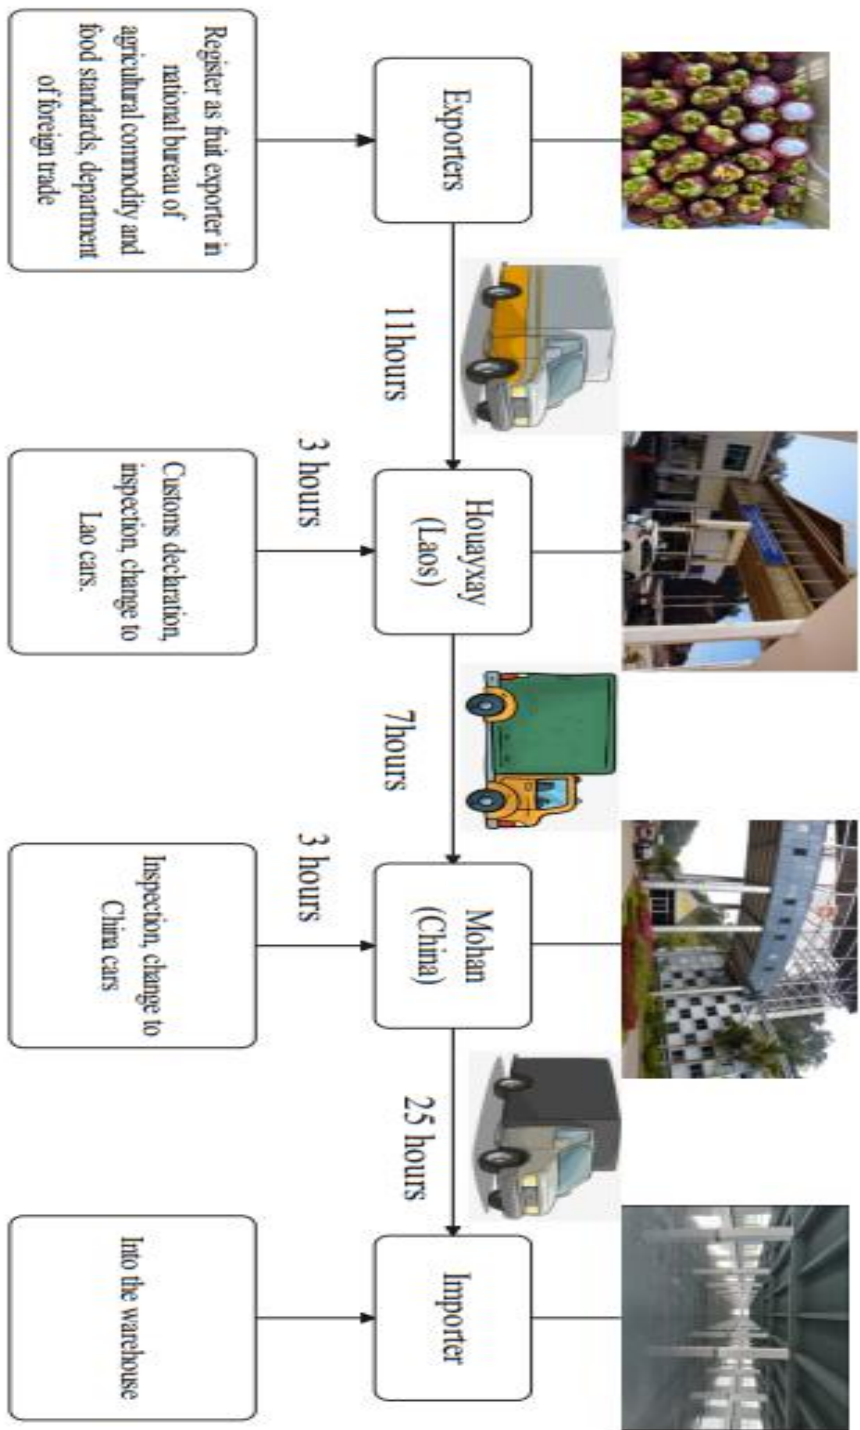 Exporters
11hours
Houayxay
(Laos)
7hours
Mohan
(China)
25 hours
Importer
Register as fruit exporter in
national bureau of
agricultural commodity and
food standards, department
of foreign trade
3 hours
Customs declaration,
inspection, change to
Lao cars.
3 hours
Inspection, change to
China cars
Into the warehouse